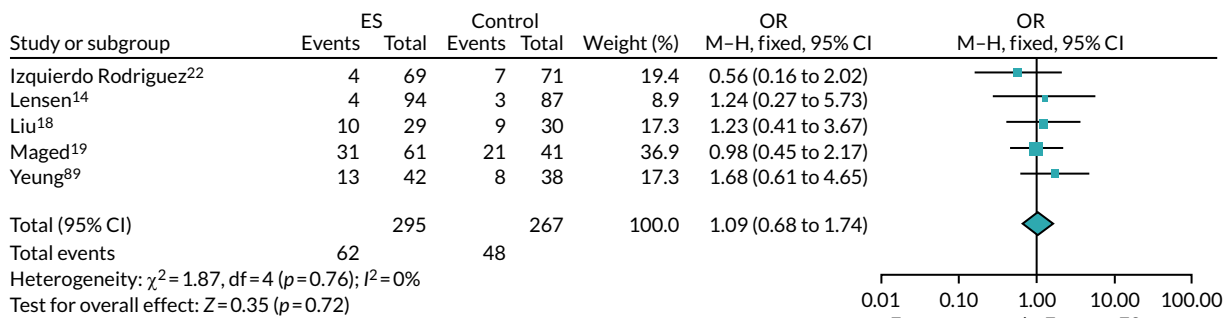 ES Control OR OR
Study or subgroup Events Total Events Total Weight (%) M–H, fixed, 95% CI M–H, fixed, 95% CI
Izquierdo Rodriguez22 4 69 7 71 19.4 0.56 (0.16 to 2.02)
Lensen14 4 94 3 87 8.9 1.24 (0.27 to 5.73)
Liu18 10 29 9 30 17.3 1.23 (0.41 to 3.67)
Maged19 31 61 21 41 36.9 0.98 (0.45 to 2.17)
Yeung89 13 42 8 38 17.3 1.68 (0.61 to 4.65)
Total (95% CI) 295 267 100.0 1.09 (0.68 to 1.74)
Total events 62 48
Heterogeneity: χ2=1.87, df=4 (p=0.76); I2=0%
Test for overall effect: Z=0.35 (p=0.72)
0.01 0.10 1.00 10.00 100.00